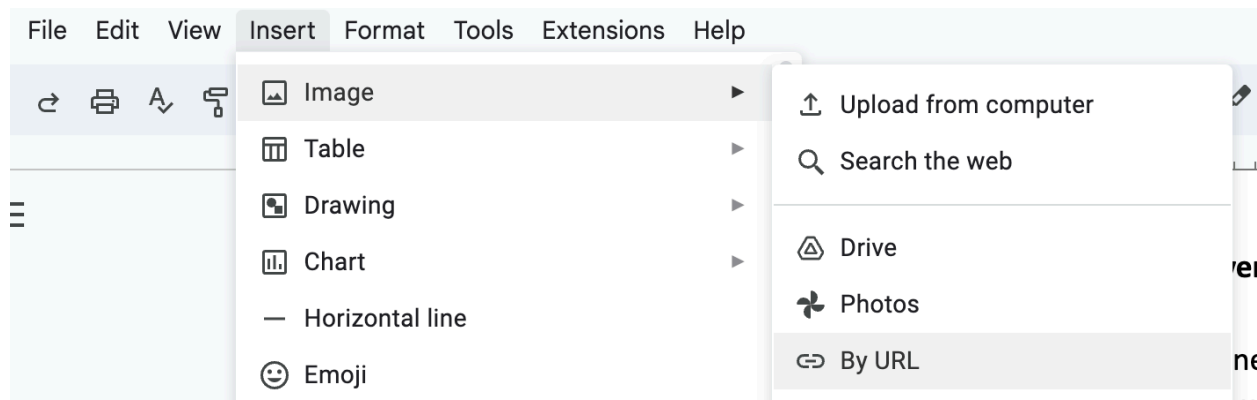 File Edit View Insert Format Tools Extensions Help
Image
Table
Drawing
Chart
Horizontal line
Emoji
Upload from computer
Search the web
Drive
Photos
By URL